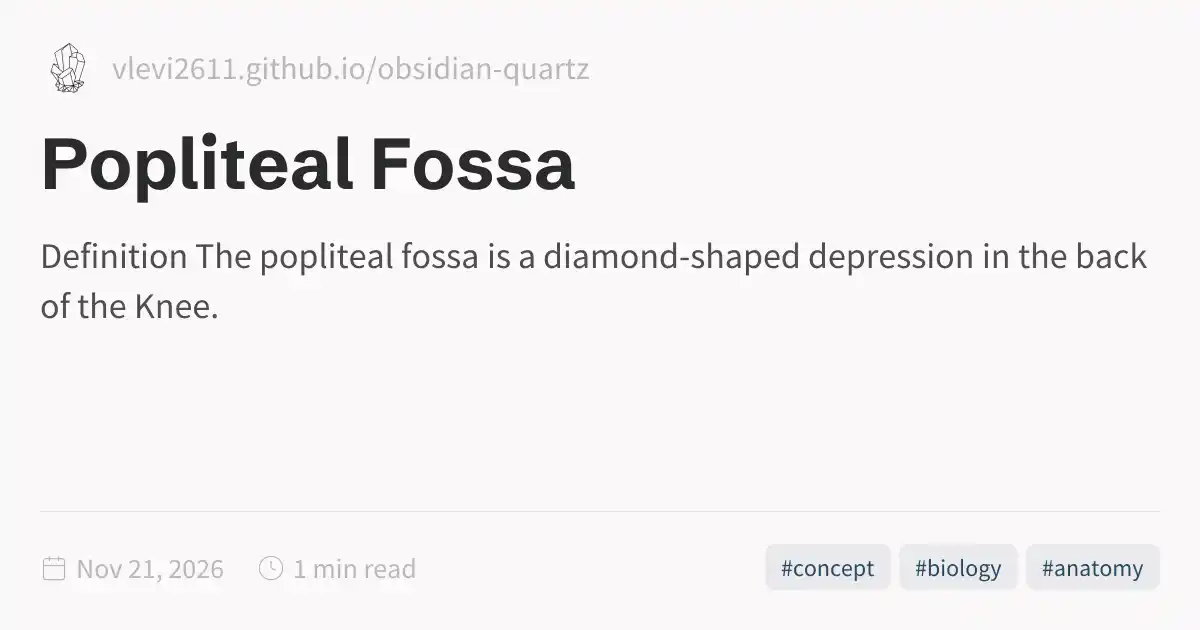 vlevi2611.github.io/obsidian-quartz
Popliteal Fossa
Definition The popliteal fossa is a diamond-shaped depression in the back
of the Knee.
Nov 21, 2026 1 min read #concept #biology #anatomy